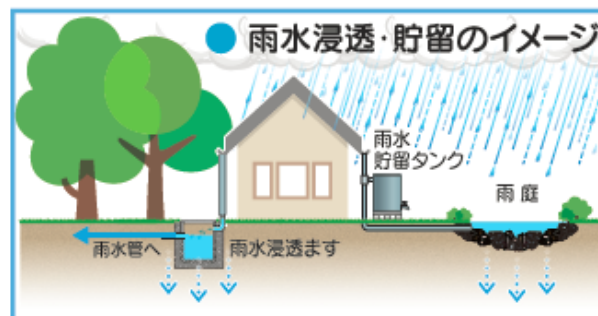 ● 雨水浸透・貯留のイメージ
雨水
貯留タンク
雨庭
雨水管へ
雨水浸透ます